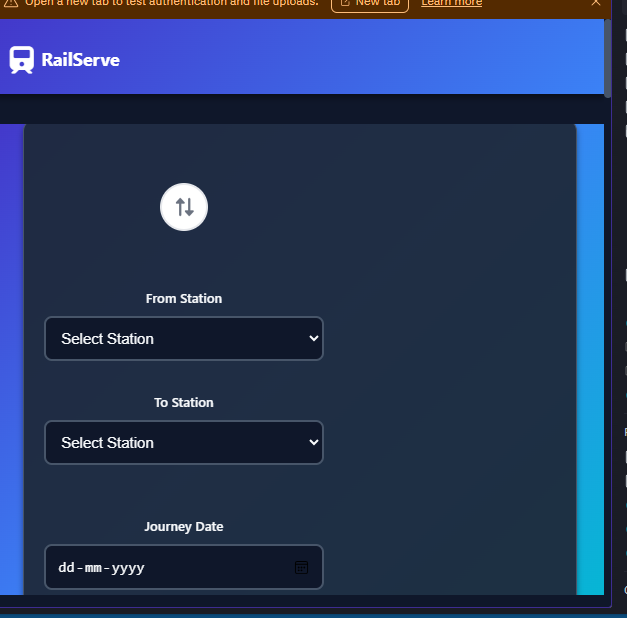 Open a new tab to test authentication and file uploads. New tab Learn more
RailServe
From Station
Select Station
To Station
Select Station
Journey Date
dd-mm-yyyy